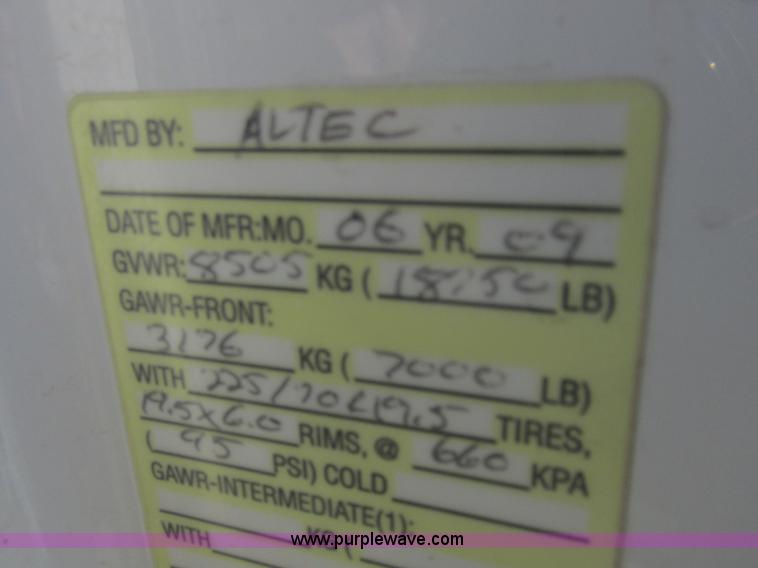 MFD BY: ALTEC
DATE OF MFR:MO. 06 YR. 09
GVWR: 8505 KG ( 18750 LB)
GAWR-FRONT:
3176 KG ( 7000 LB)
WITH 225/70R19.5 TIRES,
19.5X6.0 RIMS, @ 660 KPA
( 95 PSI) COLD
GAWR-INTERMEDIATE(1):
KG (
WITH
www.purplewave.com